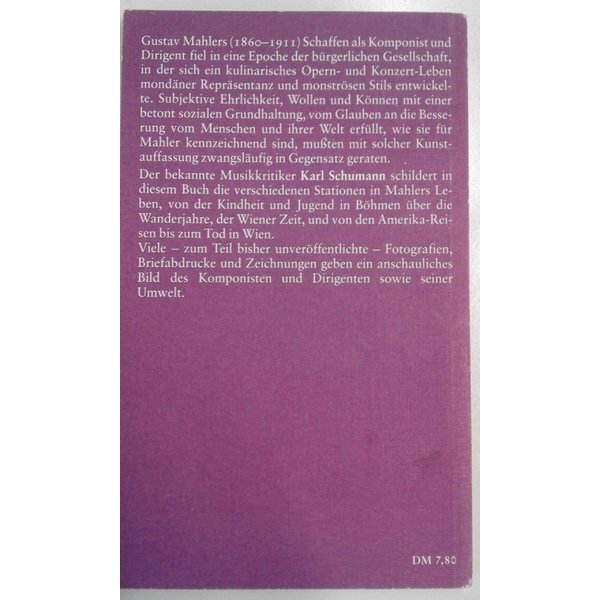 Gustav Mahlers (1860–1911) Schaffen als Komponist und
Dirigent fiel in eine Epoche der bürgerlichen Gesellschaft,
in der sich ein kulinarisches Opern- und Konzert-Leben
mondäner Repräsentanz und monströsen Stils entwickel-
te. Subjektive Ehrlichkeit, Wollen und Können mit einer
betont sozialen Grundhaltung, vom Glauben an die Besse-
rung vom Menschen und ihrer Welt erfüllt, wie sie für
Mahler kennzeichnend sind, mußten mit solcher Kunst-
auffassung zwangsläufig in Gegensatz geraten.
Der bekannte Musikkritiker Karl Schumann schildert in
diesem Buch die verschiedenen Stationen in Mahlers Le-
ben, von der Kindheit und Jugend in Böhmen über die
Wanderjahre, der Wiener Zeit, und von den Amerika-Rei-
sen bis zum Tod in Wien.
Viele – zum Teil bisher unveröffentlichte – Fotografien,
Briefabdrucke und Zeichnungen geben ein anschauliches
Bild des Komponisten und Dirigenten sowie seiner
Umwelt.
DM 7,80